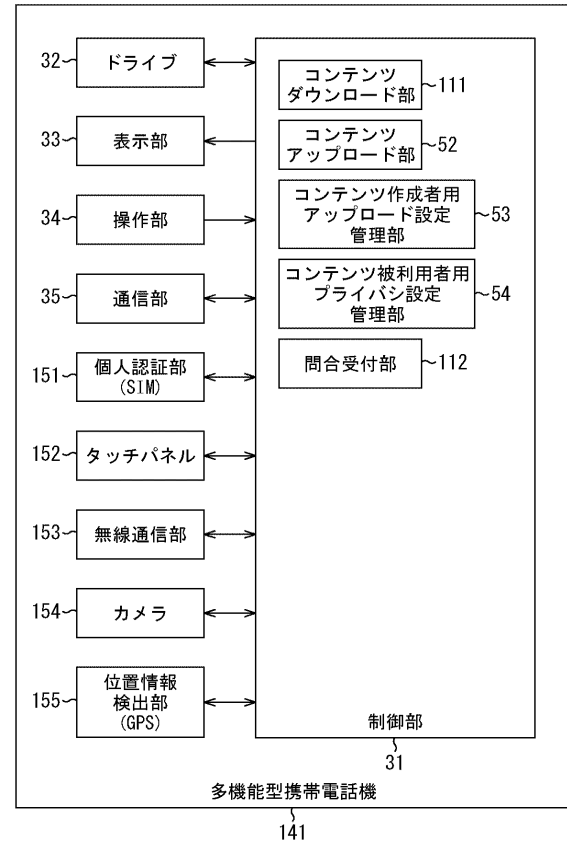 32
ドライブ
33
表示部
34
操作部
35
通信部
151
個人認証部
(SIM)
152
タッチパネル
153
無線通信部
154
カメラ
155
位置情報
検出部
(GPS)
コンテンツ
ダウンロード部
111
コンテンツ
アップロード部
52
コンテンツ作成者用
アップロード設定
管理部
53
コンテンツ被利用者用
プライバシ設定
管理部
54
問合受付部
112
制御部
31
多機能型携帯電話機
141